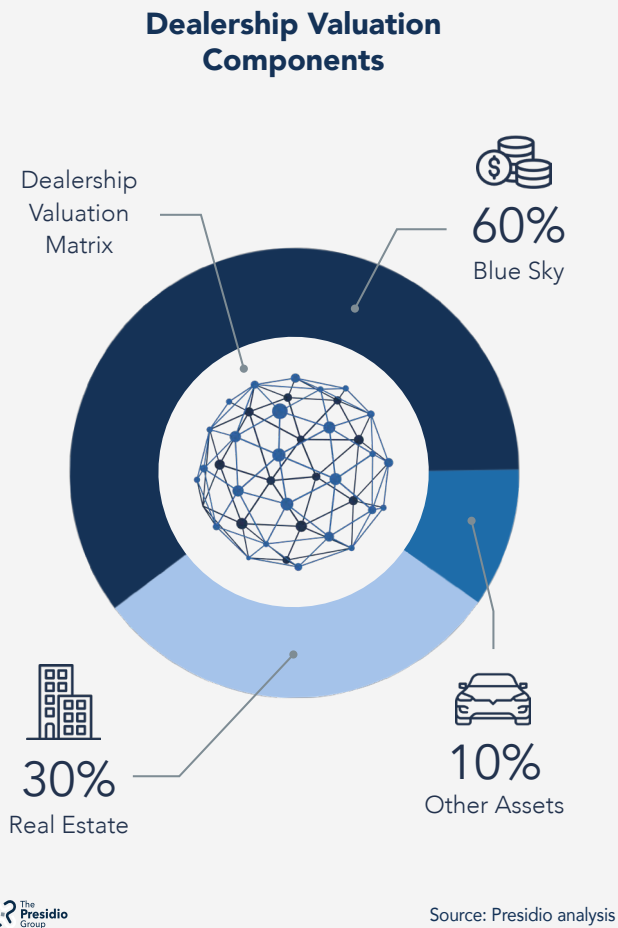 Dealership Valuation
Components
Dealership
Valuation
Matrix
$
60%
Blue Sky
30%
Real Estate
10%
Other Assets
The
Presidio
Group
Source: Presidio analysis